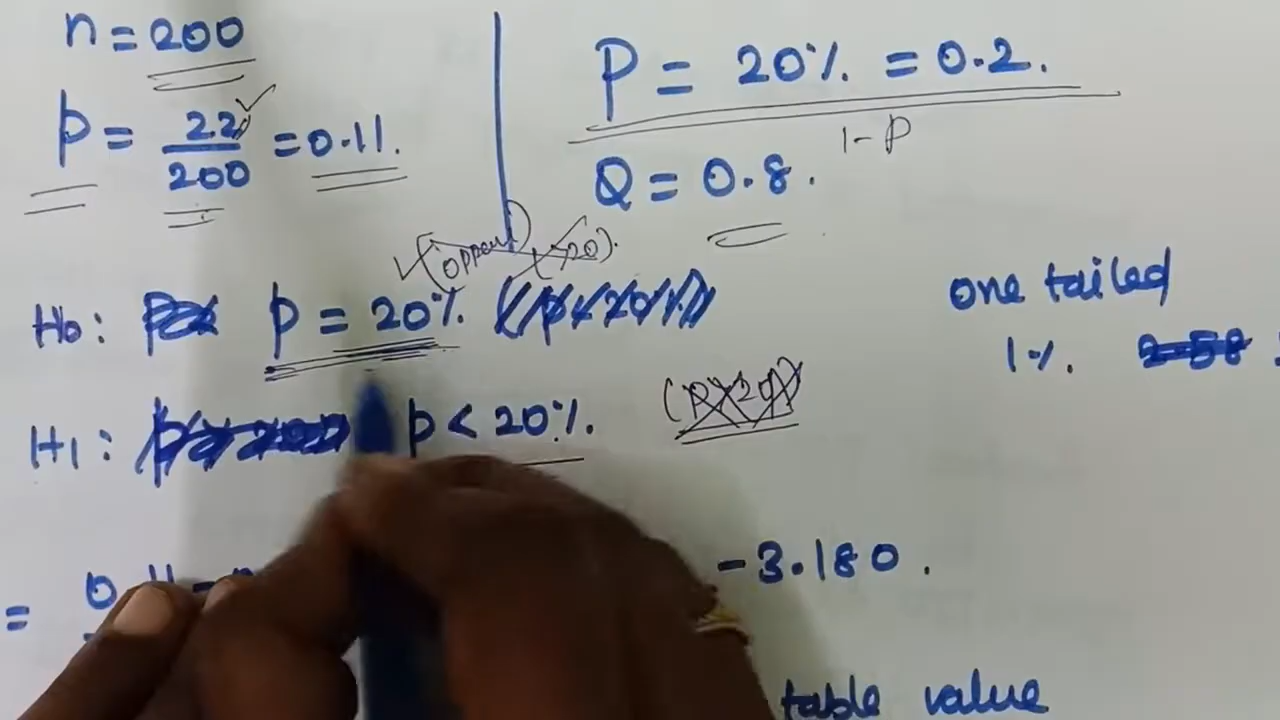 n = 200
p = 22/200 = 0.11.
P = 20% = 0.2.
1 - P
Q = 0.8.
(20).
H0: p = 20%.
one tailed
1%.
H1: p < 20%.
= 0.11 -
-3.180.
table value